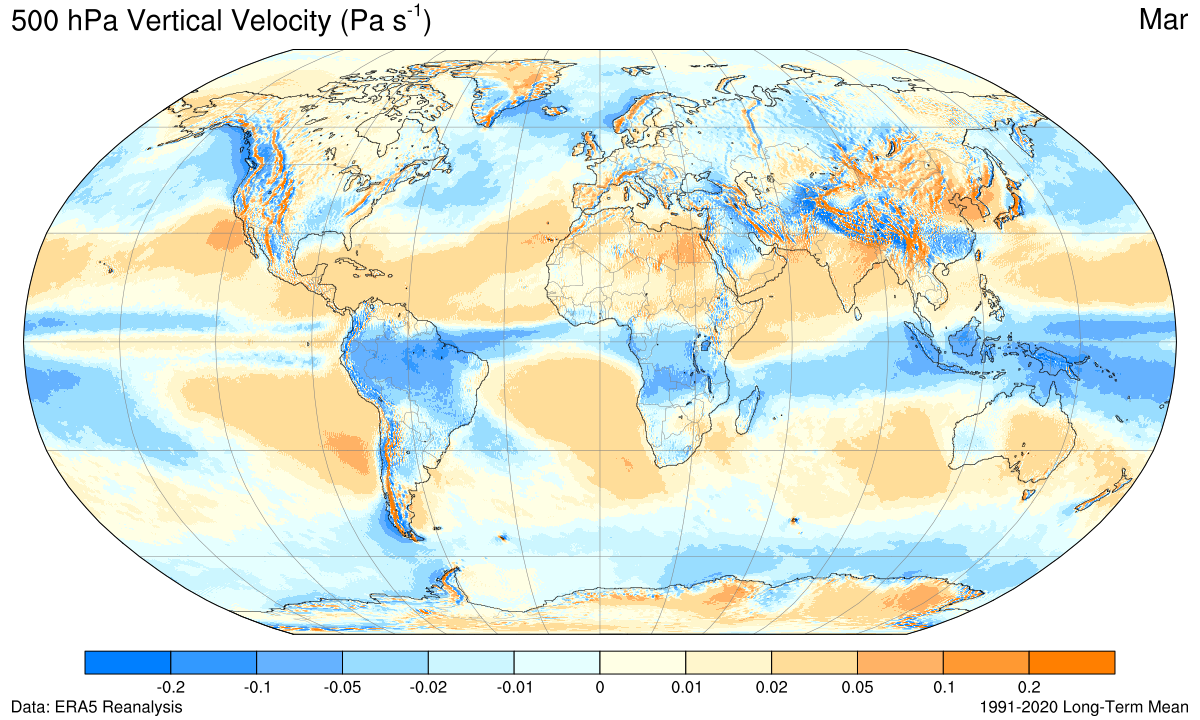 500 hPa Vertical Velocity (Pa s⁻¹) Mar
-0.2 -0.1 -0.05 -0.02 -0.01 0 0.01 0.02 0.05 0.1 0.2
Data: ERA5 Reanalysis 1991-2020 Long-Term Mean